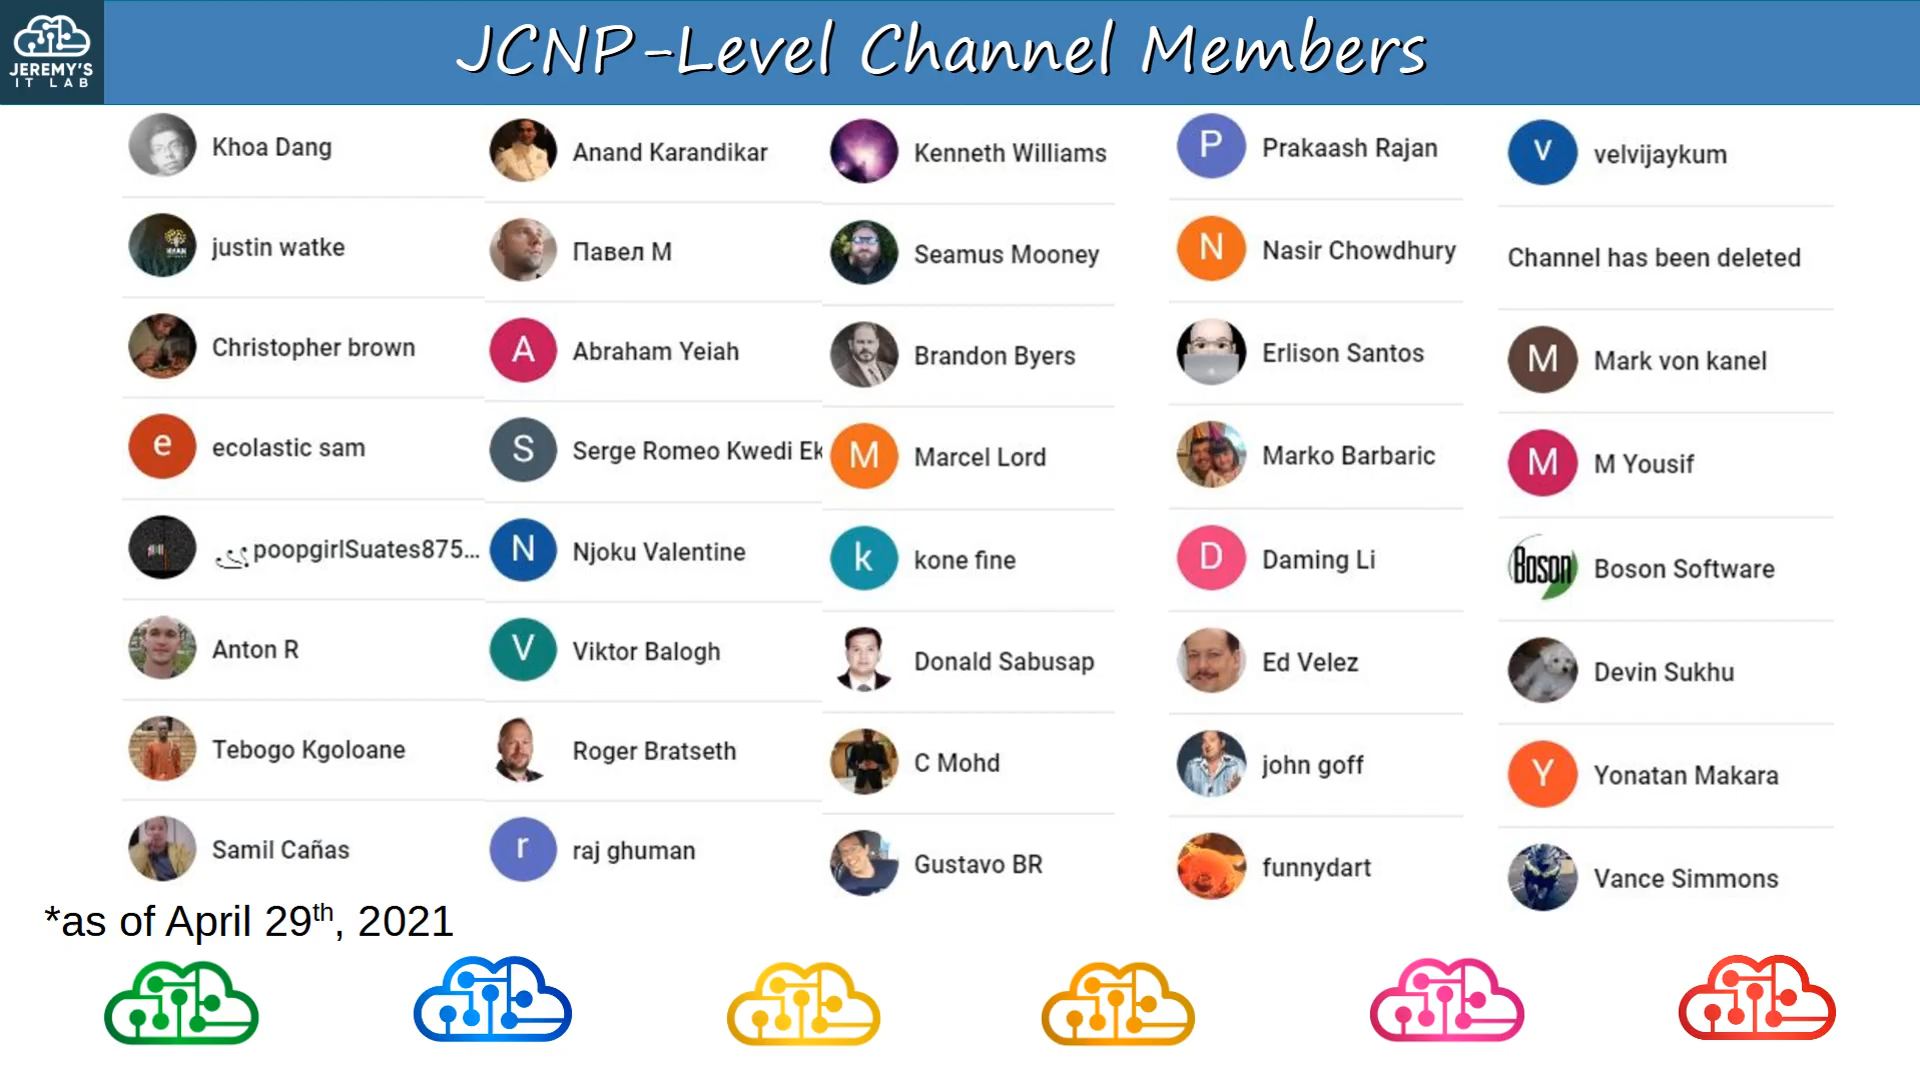 JEREMY'S
IT LAB
JCNP-Level Channel Members
Khoa Dang
justin watke
Christopher brown
e
ecolastic sam
poopgirlSuates875...
Anton R
Tebogo Kgoloane
Samil Cañas
Anand Karandikar
Павел М
A
Abraham Yeiah
S
Serge Romeo Kwedi Ek
N
Njoku Valentine
V
Viktor Balogh
Roger Bratseth
r
raj ghuman
Kenneth Williams
Seamus Mooney
Brandon Byers
M
Marcel Lord
k
kone fine
Donald Sabusap
C Mohd
Gustavo BR
P
Prakaash Rajan
N
Nasir Chowdhury
Erlison Santos
Marko Barbaric
D
Daming Li
Ed Velez
john goff
funnydart
v
velvijaykum
Channel has been deleted
M
Mark von kanel
M
M Yousif
BOSON
Boson Software
Devin Sukhu
Y
Yonatan Makara
Vance Simmons
*as of April 29th, 2021